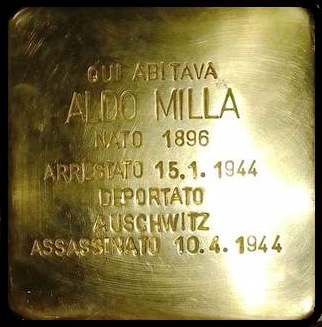 QUI ABITAVA
ALDO MILLA
NATO 1896
ARRESTATO 15.1.1944
DEPORTATO
AUSCHWITZ
ASSASSINATO 10.4.1944